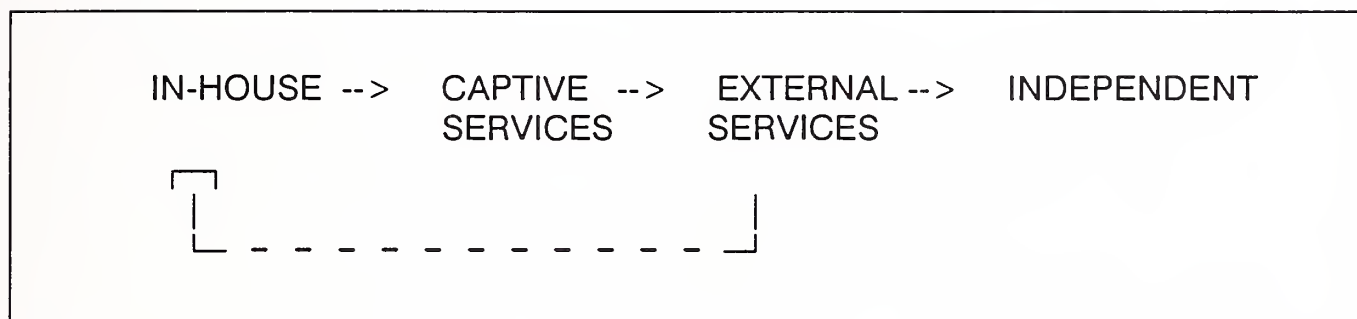 IN-HOUSE --> CAPTIVE --> EXTERNAL --> INDEPENDENT
SERVICES SERVICES